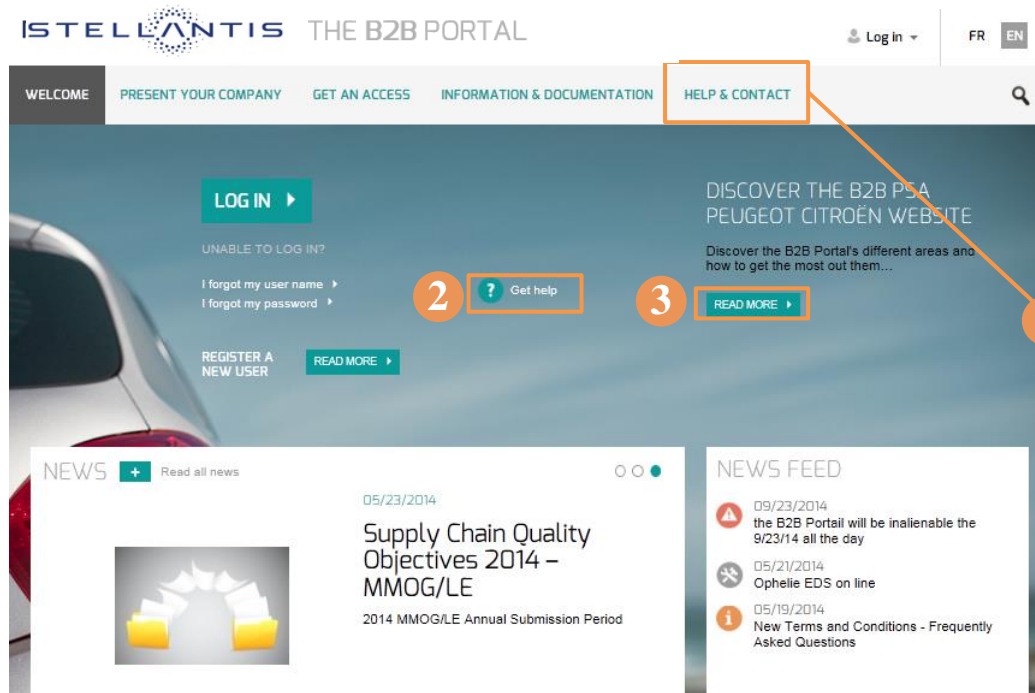 STELLANTIS THE B2B PORTAL
Log in
FR EN
WELCOME PRESENT YOUR COMPANY GET AN ACCESS INFORMATION & DOCUMENTATION HELP & CONTACT
LOG IN
UNABLE TO LOG IN?
I forgot my user name
I forgot my password
2
? Get help
REGISTER A
NEW USER
READ MORE
DISCOVER THE B2B PSA
PEUGEOT CITROËN WEBSITE
Discover the B2B Portal's different areas and
how to get the most out them...
3
READ MORE
NEWS + Read all news
05/23/2014
Supply Chain Quality
Objectives 2014 –
MMOG/LE
2014 MMOG/LE Annual Submission Period
NEWS FEED
09/23/2014
the B2B Portail will be inalienable the
9/23/14 all the day
05/21/2014
Ophelie EDS on line
05/19/2014
New Terms and Conditions - Frequently
Asked Questions